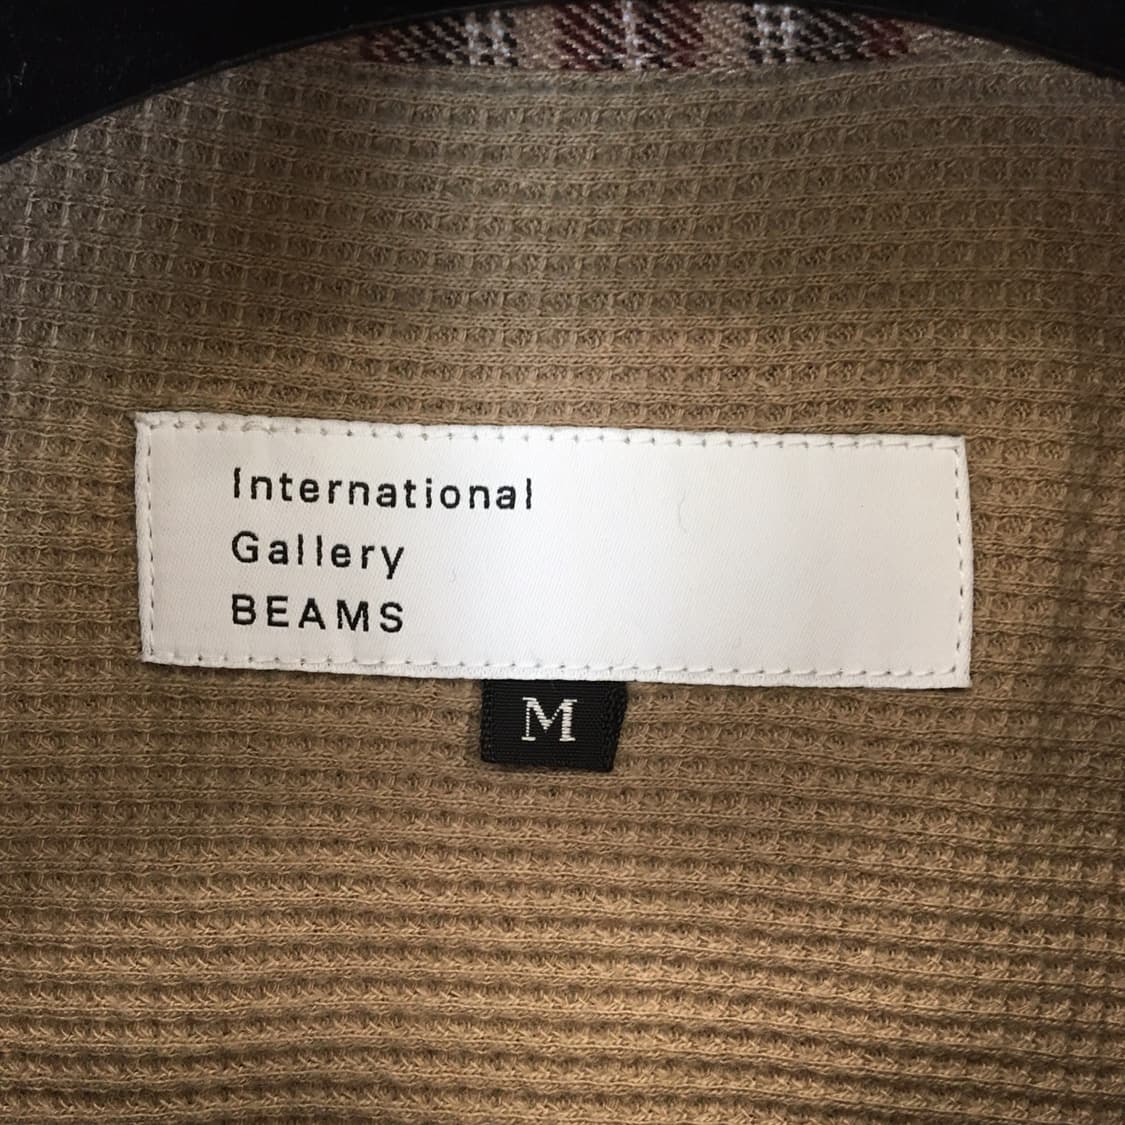 International
Gallery
BEAMS
M